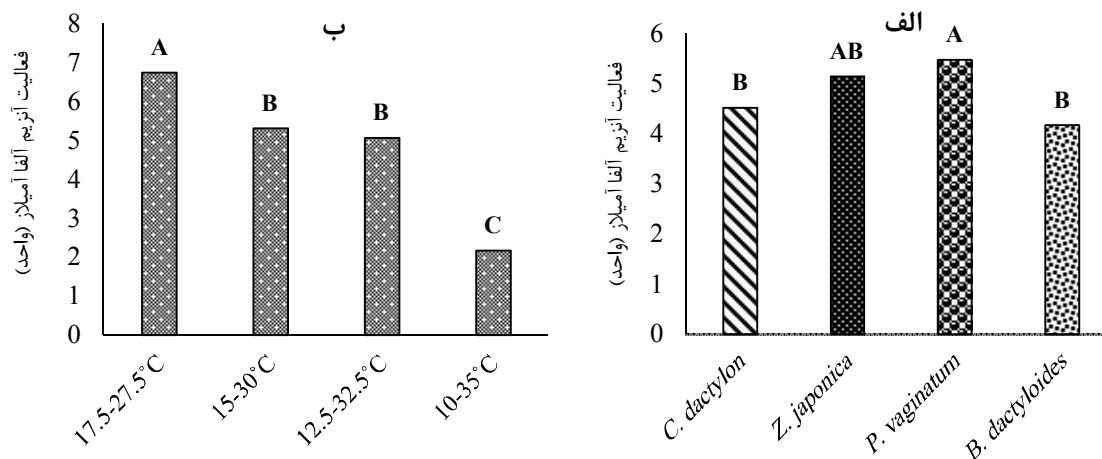 ب
فعالیت آنزیم آلفا آمیلاز (واحد)
8
7
6
5
4
3
2
1
0
A
B
B
C
17.5-27.5°C
15-30°C
12.5-32.5°C
10-35°C
الف
فعالیت آنزیم آلفا آمیلاز (واحد)
6
5
4
3
2
1
0
B
AB
A
B
C. dactylon
Z. japonica
P. vaginatum
B. dactyloides